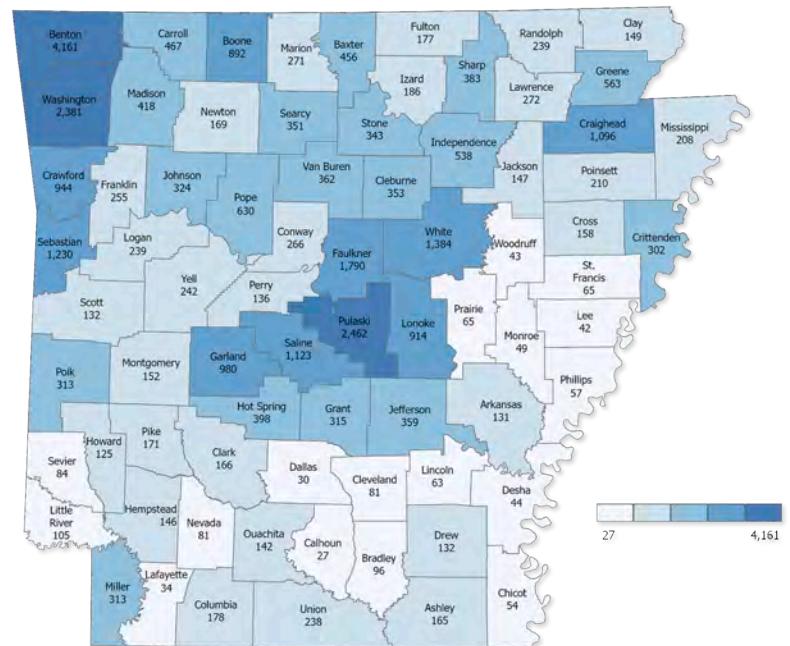 Benton
4,161
Carroll
467
Boone
892
Marion
271
Baxter
456
Fulton
177
Randolph
239
Clay
149
Sharp
383
Izard
186
Lawrence
272
Greene
563
Washington
2,381
Madison
418
Newton
169
Searcy
351
Stone
343
Independence
538
Craighead
1,096
Mississippi
208
Crawford
944
Franklin
255
Johnson
324
Pope
630
Van Buren
362
Cleburne
353
Jackson
147
Poinsett
210
Sebastian
1,230
Logan
239
Conway
266
Faulkner
1,790
White
1,384
Woodruff
43
Cross
158
Crittenden
302
St.
Francis
65
Scott
132
Yell
242
Perry
136
Pulaski
2,462
Lonoke
914
Prairie
65
Monroe
49
Lee
42
Phillips
57
Polk
313
Montgomery
152
Garland
980
Saline
1,123
Hot Spring
398
Grant
315
Jefferson
359
Arkansas
131
Sevier
84
Howard
125
Pike
171
Clark
166
Dallas
30
Cleveland
81
Lincoln
63
Desha
44
Little
River
105
Hempstead
146
Nevada
81
Ouachita
142
Calhoun
27
Bradley
96
Drew
132
Chicot
54
Miller
313
Lafayette
34
Columbia
178
Union
238
Ashley
165
27
4,161